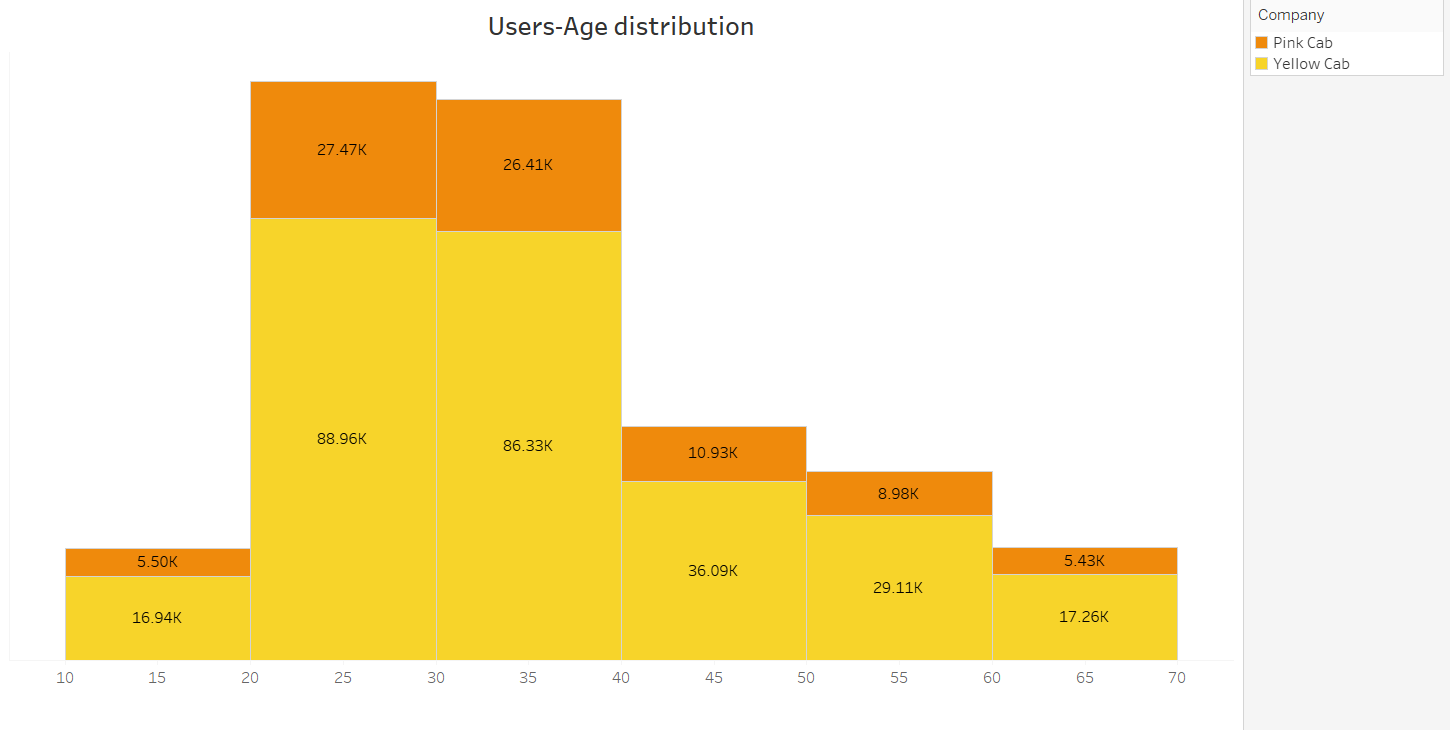 Users-Age distribution
Company
Pink Cab
Yellow Cab
27.47K
26.41K
88.96K
86.33K
10.93K
8.98K
5.50K
5.43K
36.09K
29.11K
16.94K
17.26K
10 15 20 25 30 35 40 45 50 55 60 65 70